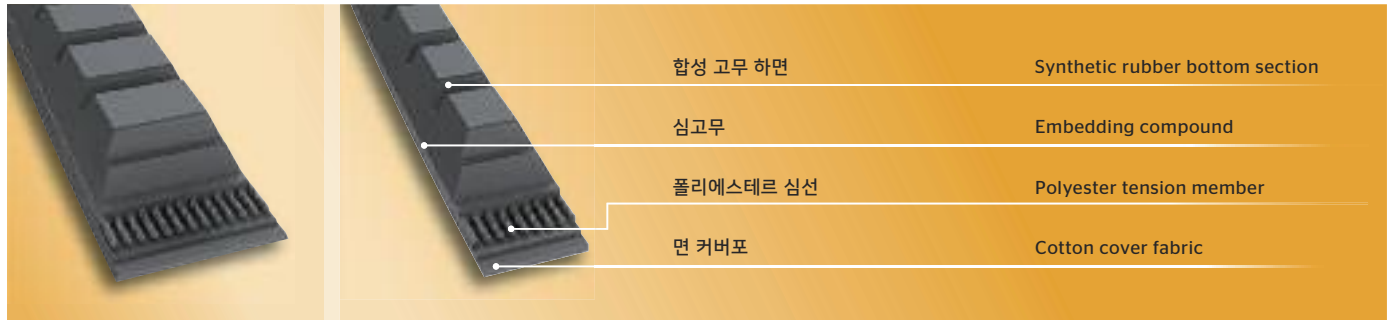 합성 고무 하면 Synthetic rubber bottom section
심고무 Embedding compound
폴리에스테르 심선 Polyester tension member
면 커버포 Cotton cover fabric